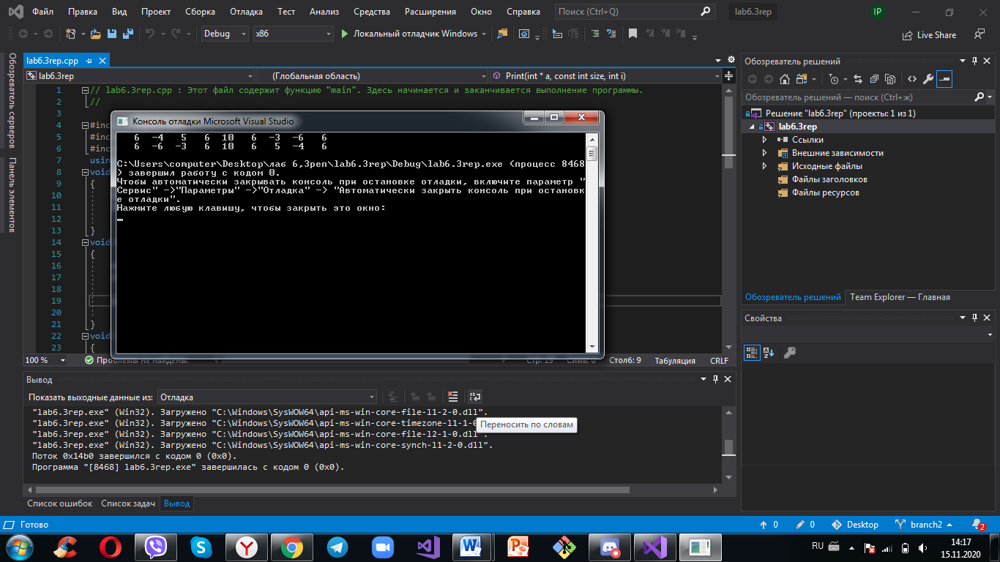 Файл Правка Вид Проект Сборка Отладка Тест Анализ Средства Расширения Окно Справка Поиск (Ctrl+Q) lab6.3rep IP
Debug x86 Локальный отладчик Windows Live Share
Обозреватель серверов
Панель элементов
lab6.3rep.cpp
lab6.3rep (Глобальная область) Print(int * a, const int size, int i)
1 // lab6.3rep.cpp : Этот файл содержит функцию "main". Здесь начинается и заканчивается выполнение программы.
2 //
3
4 #inc
5 #inc
6 #inc
7 usin
8 void
9 {
10
11
12
13 }
14 void
15 {
16
17
18
19
20
21 }
22 void
23 {
Консоль отладки Microsoft Visual Studio
6 -4 5 6 10 6 -3 -6 6
6 -6 -3 6 10 6 5 -4 6
C:\Users\computer\Desktop\лаб 6,3реп\lab6.3rep\Debug\lab6.3rep.exe (процесс 8468
) завершил работу с кодом 0.
Чтобы автоматически закрывать консоль при остановке отладки, включите параметр "
Сервис" ->"Параметры" ->"Отладка" -> "Автоматически закрыть консоль при остановк
е отладки".
Нажмите любую клавишу, чтобы закрыть это окно:
100 % Проблемы не найдены. Стр: 19 Симв: 6 Столб: 9 Табуляция CRLF
Вывод
Показать выходные данные из: Отладка
"lab6.3rep.exe" (Win32). Загружено "C:\Windows\SysWOW64\api-ms-win-core-file-l1-2-0.dll".
"lab6.3rep.exe" (Win32). Загружено "C:\Windows\SysWOW64\api-ms-win-core-timezone-l1-1-0
"lab6.3rep.exe" (Win32). Загружено "C:\Windows\SysWOW64\api-ms-win-core-file-l2-1-0.dll".
"lab6.3rep.exe" (Win32). Загружено "C:\Windows\SysWOW64\api-ms-win-core-synch-l1-2-0.dll".
Поток 0x14b0 завершился с кодом 0 (0x0).
Программа "[8468] lab6.3rep.exe" завершилась с кодом 0 (0x0).
Переносить по словам
Список ошибок Список задач Вывод
Обозреватель решений
Обозреватель решений — поиск (Ctrl+ж)
Решение "lab6.3rep" (проекты: 1 из 1)
lab6.3rep
Ссылки
Внешние зависимости
Исходные файлы
Файлы заголовков
Файлы ресурсов
Обозреватель решений Team Explorer — Главная
Свойства
Готово 0 0 Desktop branch2 2
RU 14:17
15.11.2020